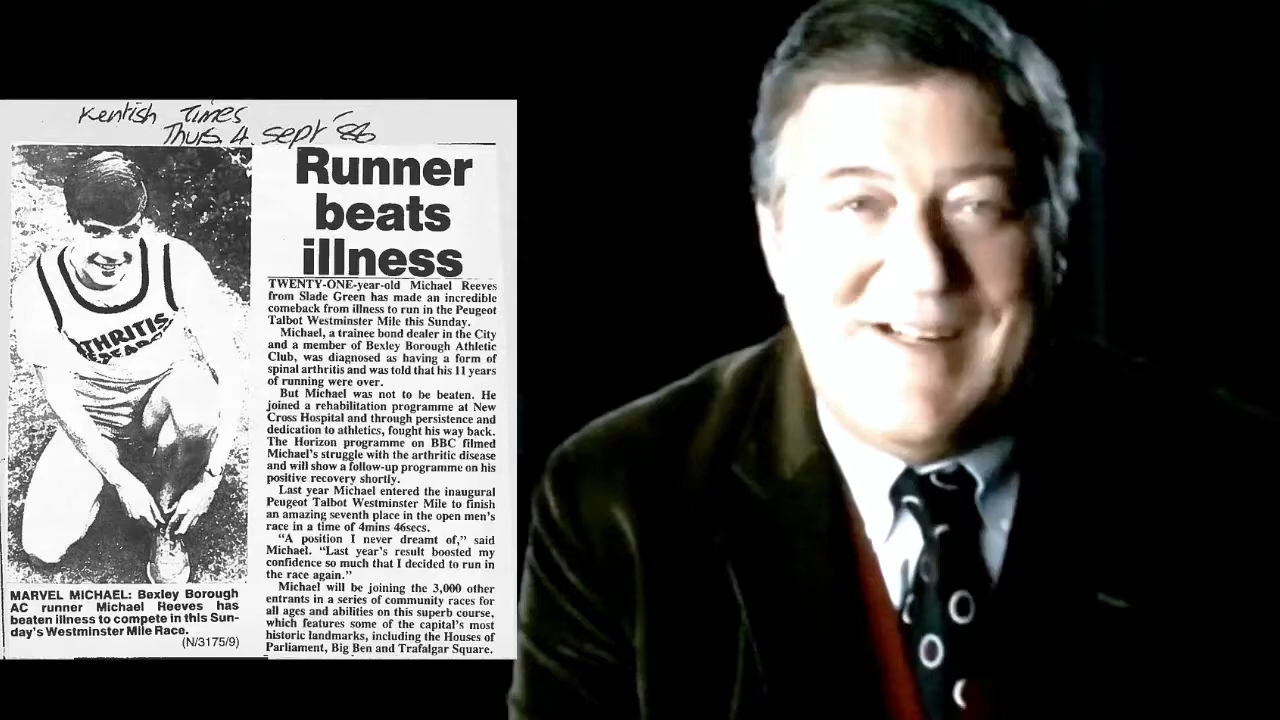 Kentish Times
Thurs. 4. Sept '86
Runner
beats
illness
TWENTY-ONE-year-old Michael Reeves
from Slade Green has made an incredible
comeback from illness to run in the Peugeot
Talbot Westminster Mile this Sunday.
Michael, a trainee bond dealer in the City
and a member of Bexley Borough Athletic
Club, was diagnosed as having a form of
spinal arthritis and was told that his 11 years
of running were over.
But Michael was not to be beaten. He
joined a rehabilitation programme at New
Cross Hospital and through persistence and
dedication to athletics, fought his way back.
The Horizon programme on BBC filmed
Michael's struggle with the arthritic disease
and will show a follow-up programme on his
positive recovery shortly.
Last year Michael entered the inaugural
Peugeot Talbot Westminster Mile to finish
an amazing seventh place in the open men's
race in a time of 4mins 46secs.
“A position I never dreamt of,” said
Michael. “Last year's result boosted my
confidence so much that I decided to run in
the race again.”
Michael will be joining the 3,000 other
entrants in a series of community races for
all ages and abilities on this superb course,
which features some of the capital's most
historic landmarks, including the Houses of
Parliament, Big Ben and Trafalgar Square.
THRITIS
RESEARC
MARVEL MICHAEL: Bexley Borough
AC runner Michael Reeves has
beaten illness to compete in this Sun-
day's Westminster Mile Race.
(N/3175/9)